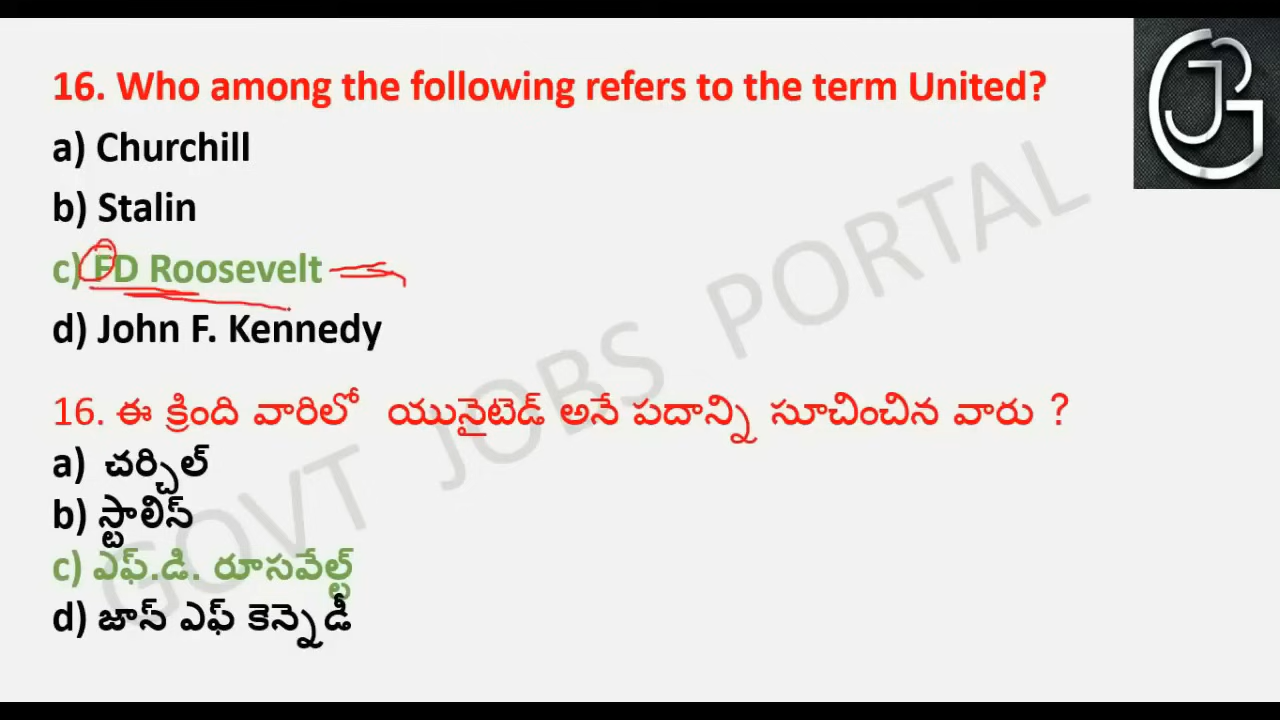 16. Who among the following refers to the term United?
a) Churchill
b) Stalin
c) FD Roosevelt
d) John F. Kennedy
16. ఈ క్రింది వారిలో యునైటెడ్ అనే పదాన్ని సూచించిన వారు ?
a) చర్చిల్
b) స్టాలిన్
c) ఎఫ్.డి. రూసవేల్ట్
d) జాన్ ఎఫ్ కెన్నెడీ
GOVT JOBS PORTAL